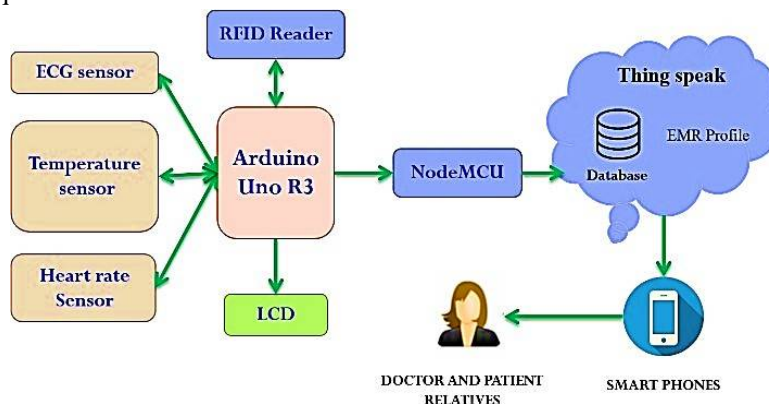 RFID Reader
ECG sensor
Temperature
sensor
Heart rate
Sensor
Arduino
Uno R3
LCD
NodeMCU
Thing speak
EMR Profile
Database
DOCTOR AND PATIENT
RELATIVES
SMART PHONES